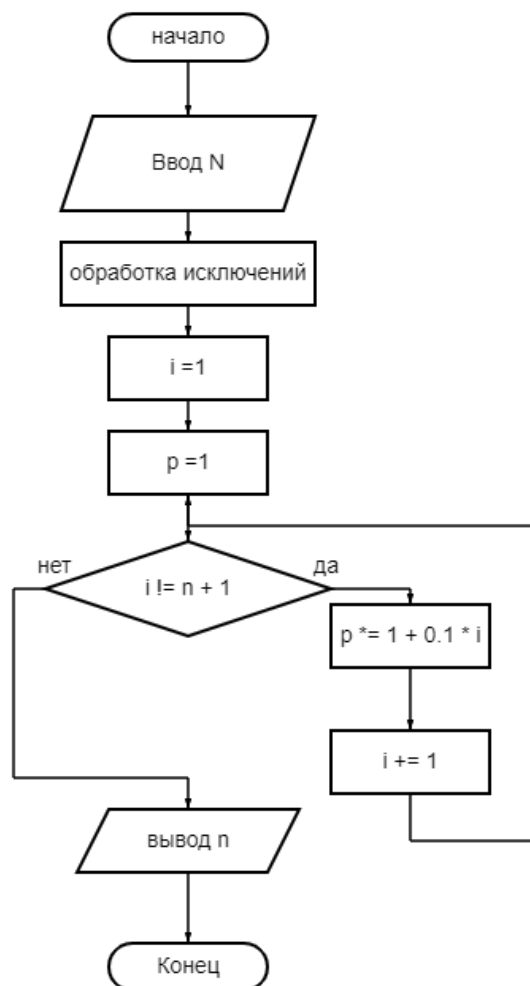 начало
Ввод N
обработка исключений
i =1
p =1
нет
да
i != n + 1
p *= 1 + 0.1 * i
i += 1
вывод n
Конец